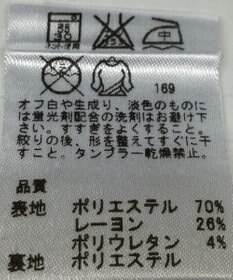 中
169
オフ白や生成り、淡色のものに
は蛍光剤配合の洗剤はお避け下
さい。すすぎをよくすること。
絞りの後、形を整えてすぐに干
すこと。タンブラー乾燥禁止。
品質
表地 ポリエステル 70%
レーヨン 26%
ポリウレタン 4%
裏地 ポリエステル